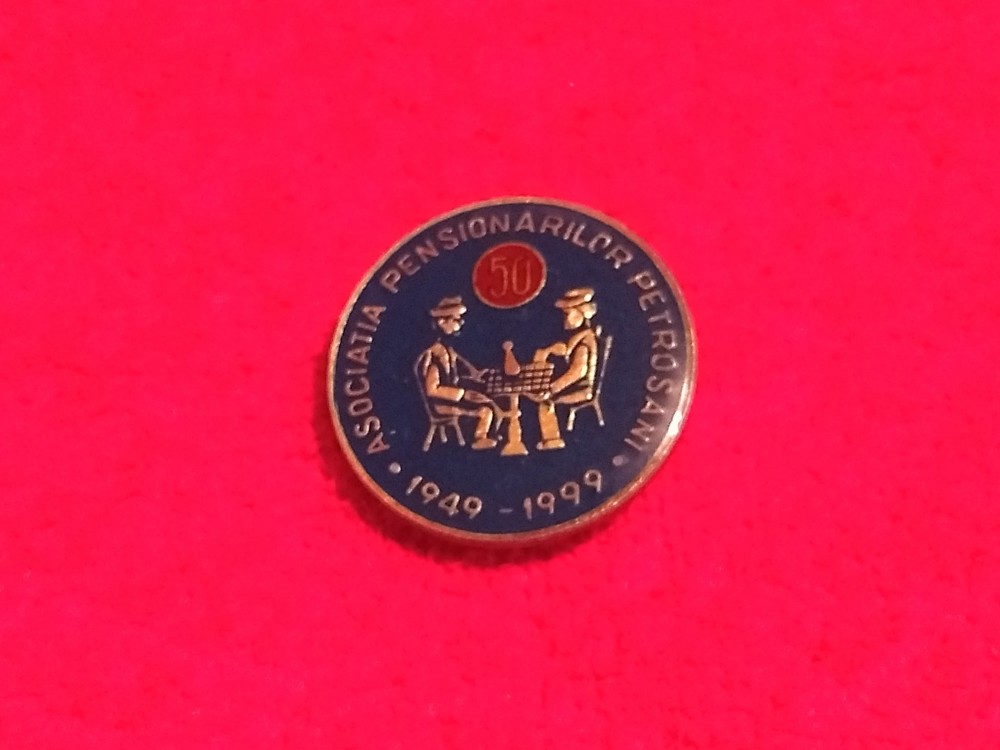 ASOCIATIA PENSIONARILOR PETROSANI
50
• 1949 - 1999 •